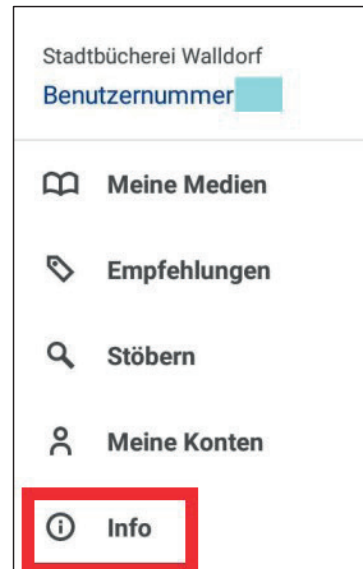 Stadtbücherei Walldorf
Benutzernummer
Meine Medien
Empfehlungen
Stöbern
Meine Konten
Info